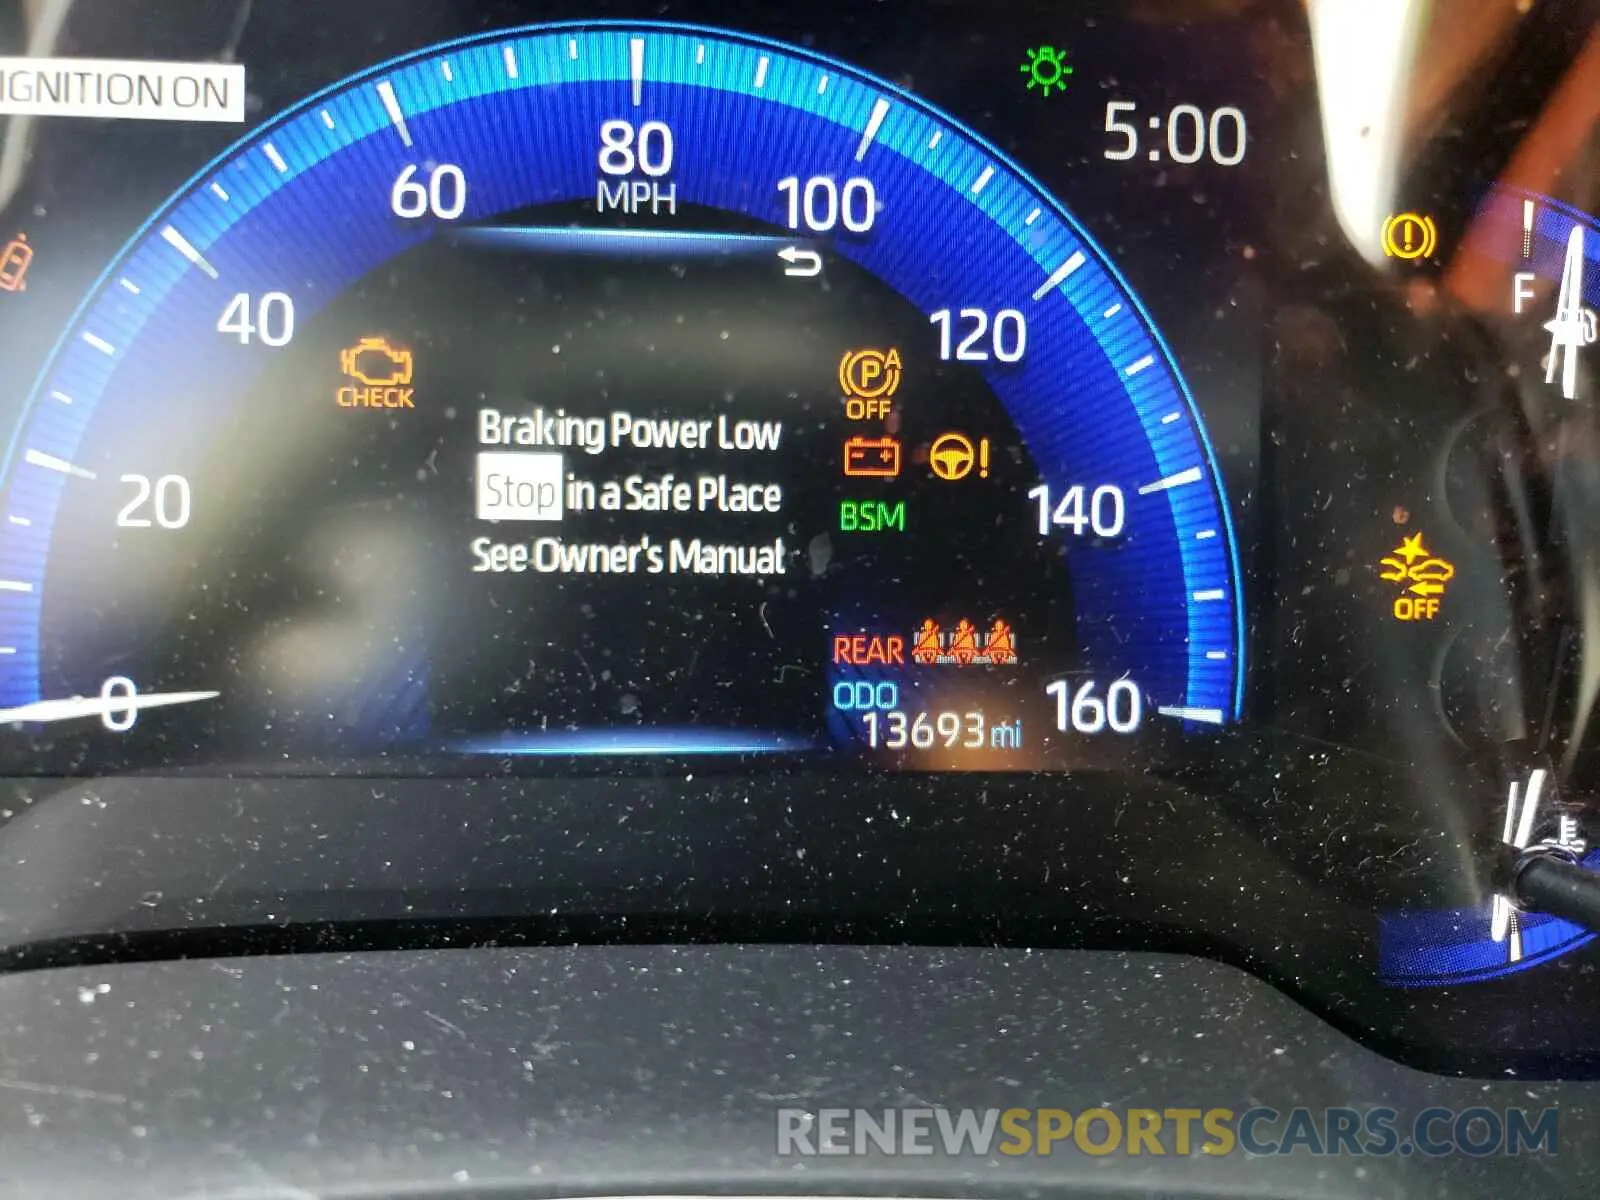 IGNITION ON
5:00
80
MPH
60
100
F
40
120
CHECK
A
P
OFF
Braking Power Low
Stop in a Safe Place
See Owner's Manual
BSM
20
140
OFF
REAR
ODO
13693 mi
0
160
RENEWSPORTSCARS.COM